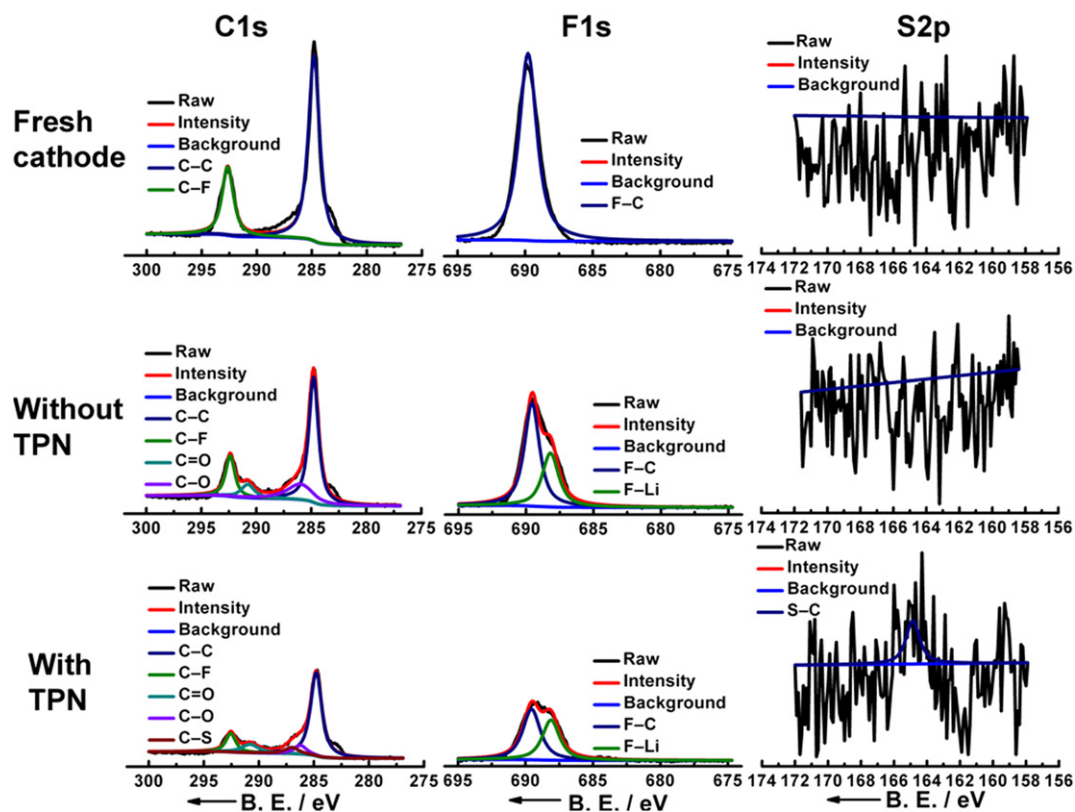 C1s
F1s
S2p
Fresh
cathode
Raw
Intensity
Background
C–C
C–F
300 295 290 285 280 275
Raw
Intensity
Background
F–C
695 690 685 680 675
Raw
Intensity
Background
174 172 170 168 166 164 162 160 158 156
Without
TPN
Raw
Intensity
Background
C–C
C–F
C=O
C–O
300 295 290 285 280 275
Raw
Intensity
Background
F–C
F–Li
695 690 685 680 675
Raw
Intensity
Background
174 172 170 168 166 164 162 160 158 156
With
TPN
Raw
Intensity
Background
C–C
C–F
C=O
C–O
C–S
300 295 290 285 280 275
B. E. / eV
Raw
Intensity
Background
F–C
F–Li
695 690 685 680 675
B. E. / eV
Raw
Intensity
Background
S–C
174 172 170 168 166 164 162 160 158 156
B. E. / eV